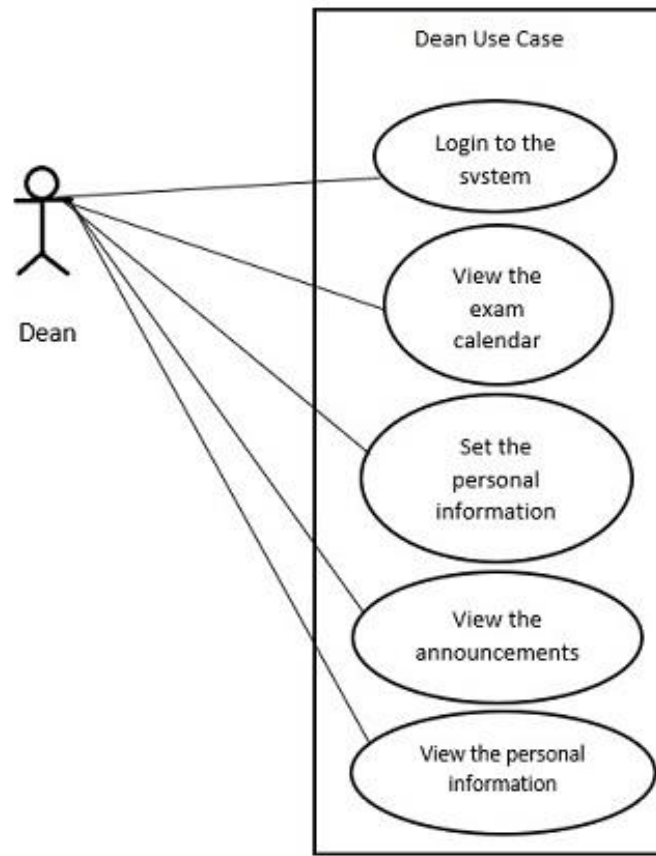 Dean Use Case
Login to the
system
View the
exam
calendar
Dean
Set the
personal
information
View the
announcements
View the personal
information